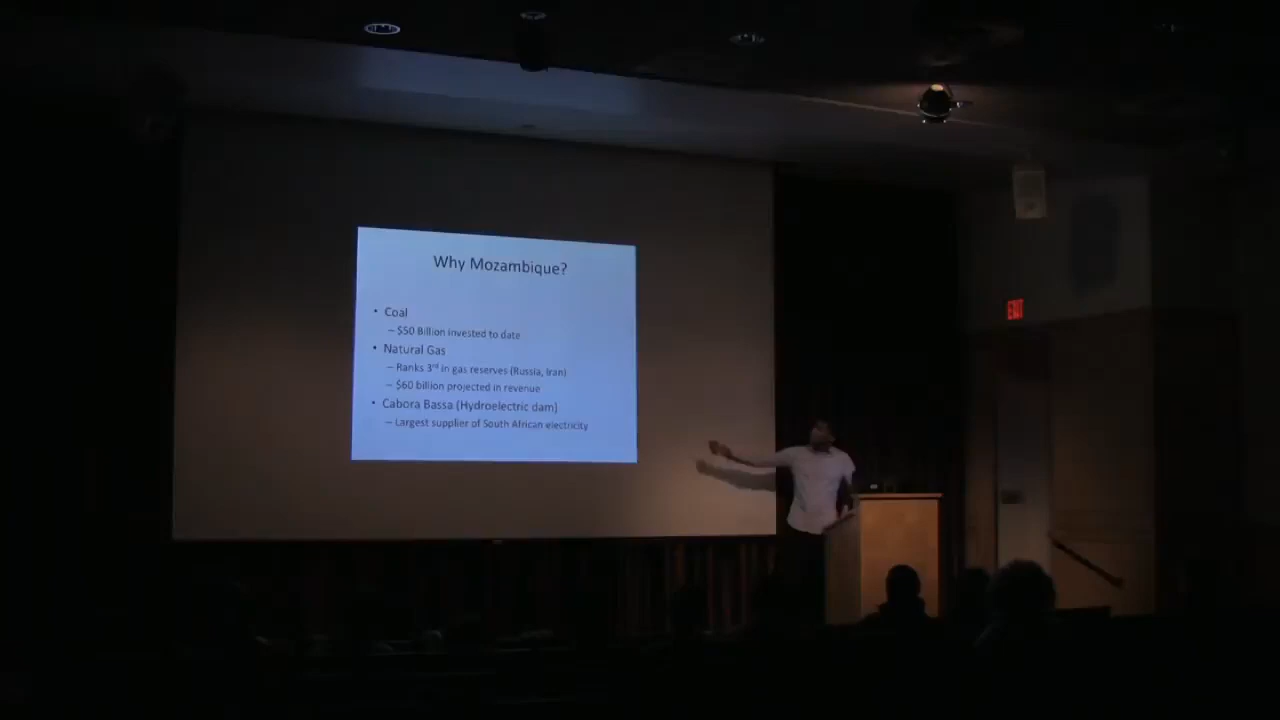 Why Mozambique?
• Coal
– $50 Billion invested to date
• Natural Gas
– Ranks 3rd in gas reserves (Russia, Iran)
– $60 billion projected in revenue
• Cabora Bassa (Hydroelectric dam)
– Largest supplier of South African electricity
EXIT